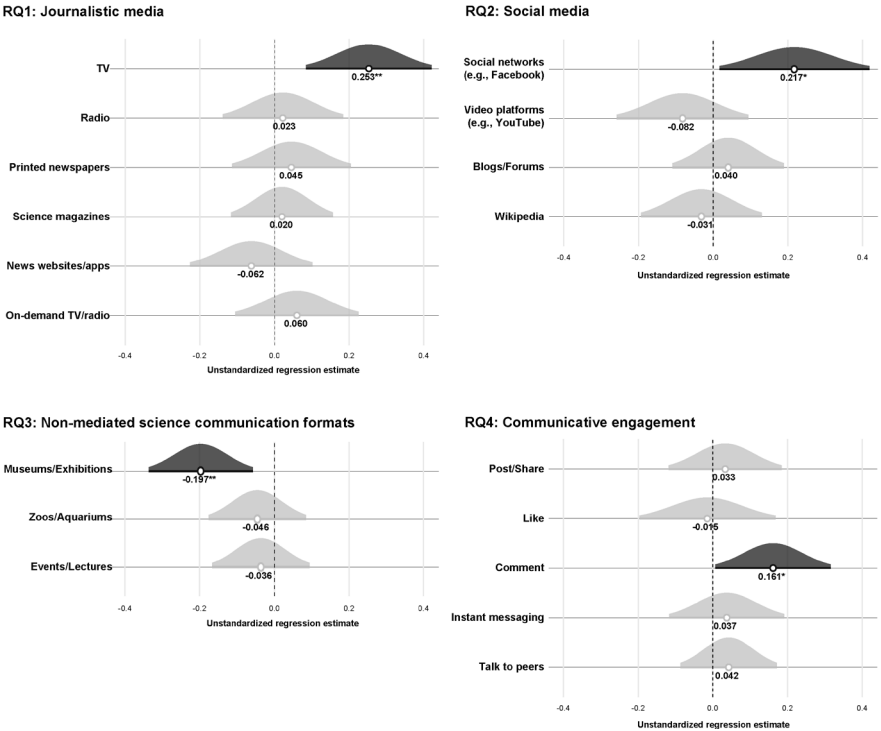 RQ1: Journalistic media
TV
0.253**
Radio
0.023
Printed newspapers
0.045
Science magazines
0.020
News websites/apps
-0.062
On-demand TV/radio
0.060
-0.4 -0.2 0.0 0.2 0.4
Unstandardized regression estimate
RQ2: Social media
Social networks
(e.g., Facebook)
0.217*
Video platforms
(e.g., YouTube)
-0.082
Blogs/Forums
0.040
Wikipedia
-0.031
-0.4 -0.2 0.0 0.2 0.4
Unstandardized regression estimate
RQ3: Non-mediated science communication formats
Museums/Exhibitions
-0.197**
Zoos/Aquariums
-0.046
Events/Lectures
-0.036
-0.4 -0.2 0.0 0.2 0.4
Unstandardized regression estimate
RQ4: Communicative engagement
Post/Share
0.033
Like
-0.015
Comment
0.161*
Instant messaging
0.037
Talk to peers
0.042
-0.4 -0.2 0.0 0.2 0.4
Unstandardized regression estimate